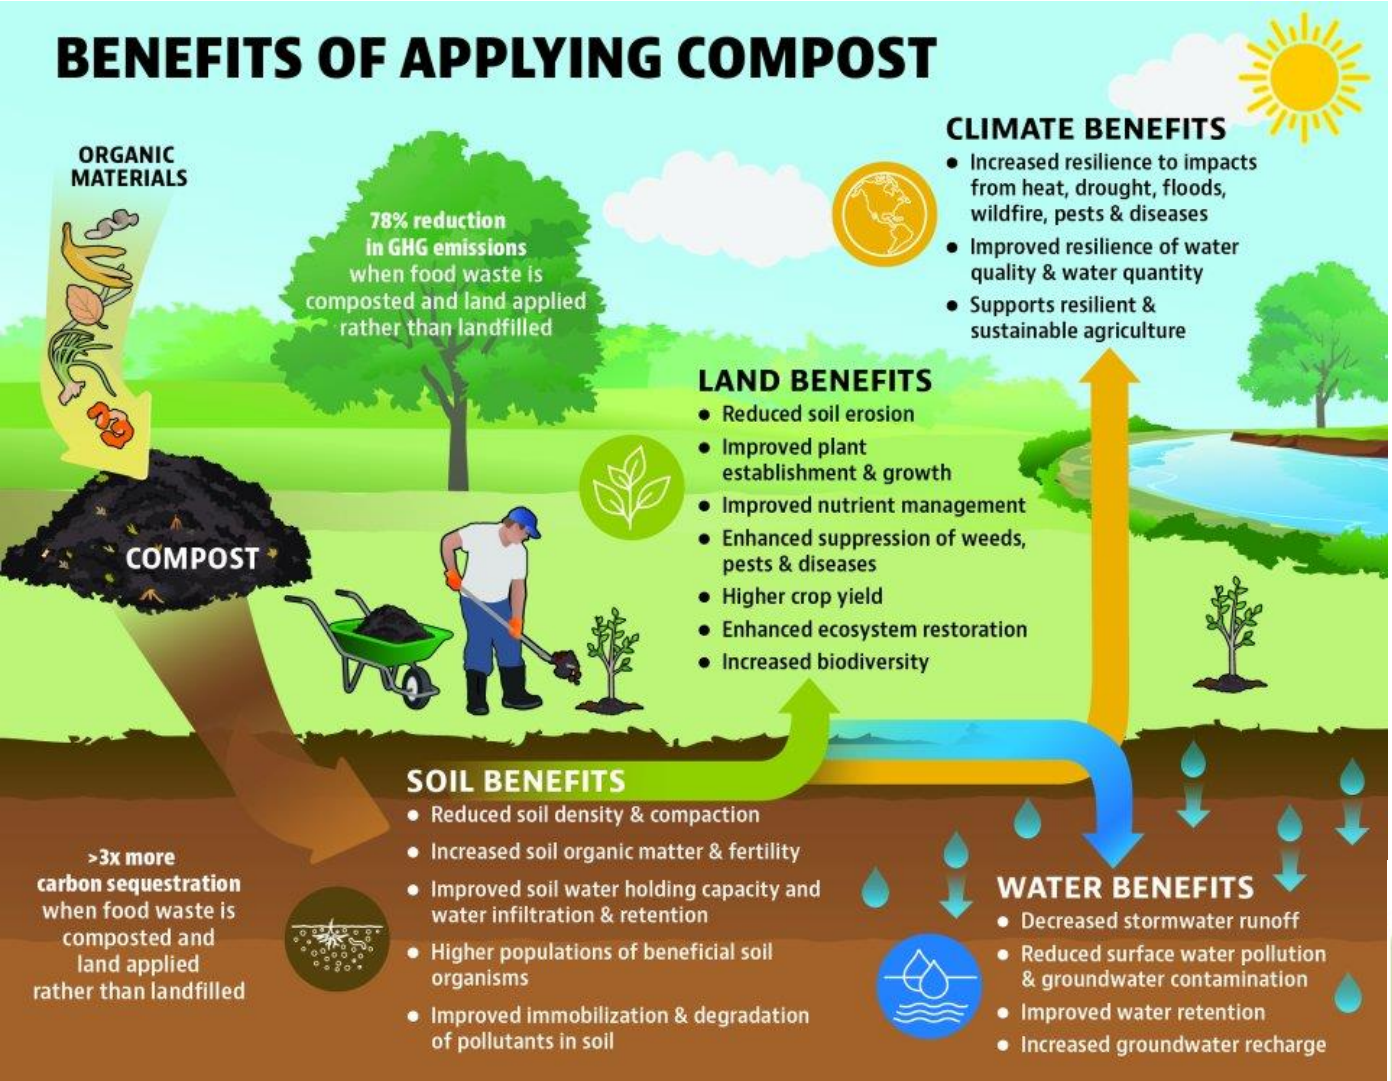 BENEFITS OF APPLYING COMPOST
ORGANIC
MATERIALS
78% reduction
in GHG emissions
when food waste is
composted and land applied
rather than landfilled
CLIMATE BENEFITS
• Increased resilience to impacts
from heat, drought, floods,
wildfire, pests & diseases
• Improved resilience of water
quality & water quantity
• Supports resilient &
sustainable agriculture
LAND BENEFITS
• Reduced soil erosion
• Improved plant
establishment & growth
• Improved nutrient management
• Enhanced suppression of weeds,
pests & diseases
• Higher crop yield
• Enhanced ecosystem restoration
• Increased biodiversity
COMPOST
SOIL BENEFITS
• Reduced soil density & compaction
• Increased soil organic matter & fertility
• Improved soil water holding capacity and
water infiltration & retention
• Higher populations of beneficial soil
organisms
• Improved immobilization & degradation
of pollutants in soil
>3x more
carbon sequestration
when food waste is
composted and
land applied
rather than landfilled
WATER BENEFITS
• Decreased stormwater runoff
• Reduced surface water pollution
& groundwater contamination
• Improved water retention
• Increased groundwater recharge